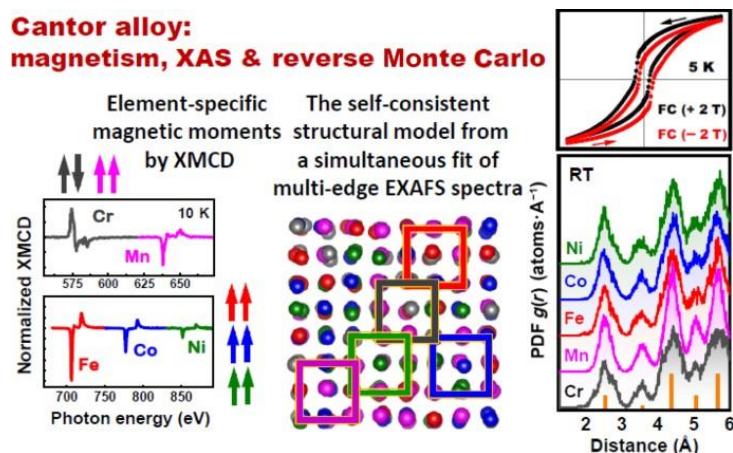 Cantor alloy:
magnetism, XAS & reverse Monte Carlo
Element-specific
magnetic moments
by XMCD
The self-consistent
structural model from
a simultaneous fit of
multi-edge EXAFS spectra
Normalized XMCD
Cr
10 K
Mn
575 600 625 650
Fe
Co
Ni
700 750 800 850
Photon energy (eV)
5 K
FC (+ 2 T)
FC (− 2 T)
PDF g(r) (atoms·Å⁻¹)
RT
Ni
Co
Fe
Mn
Cr
2 3 4 5 6
Distance (Å)